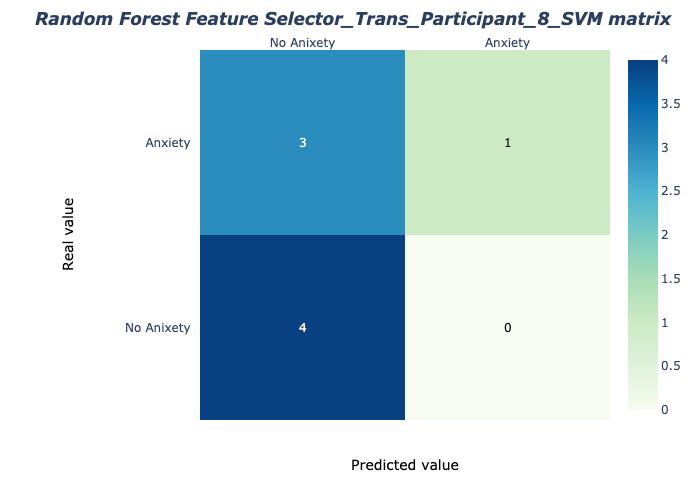 Random Forest Feature Selector_Trans_Participant_8_SVM matrix
No Anixety Anxiety
4
3.5
3
2.5
2
1.5
1
0.5
0
Anxiety 3 1
Real value
No Anixety 4 0
Predicted value